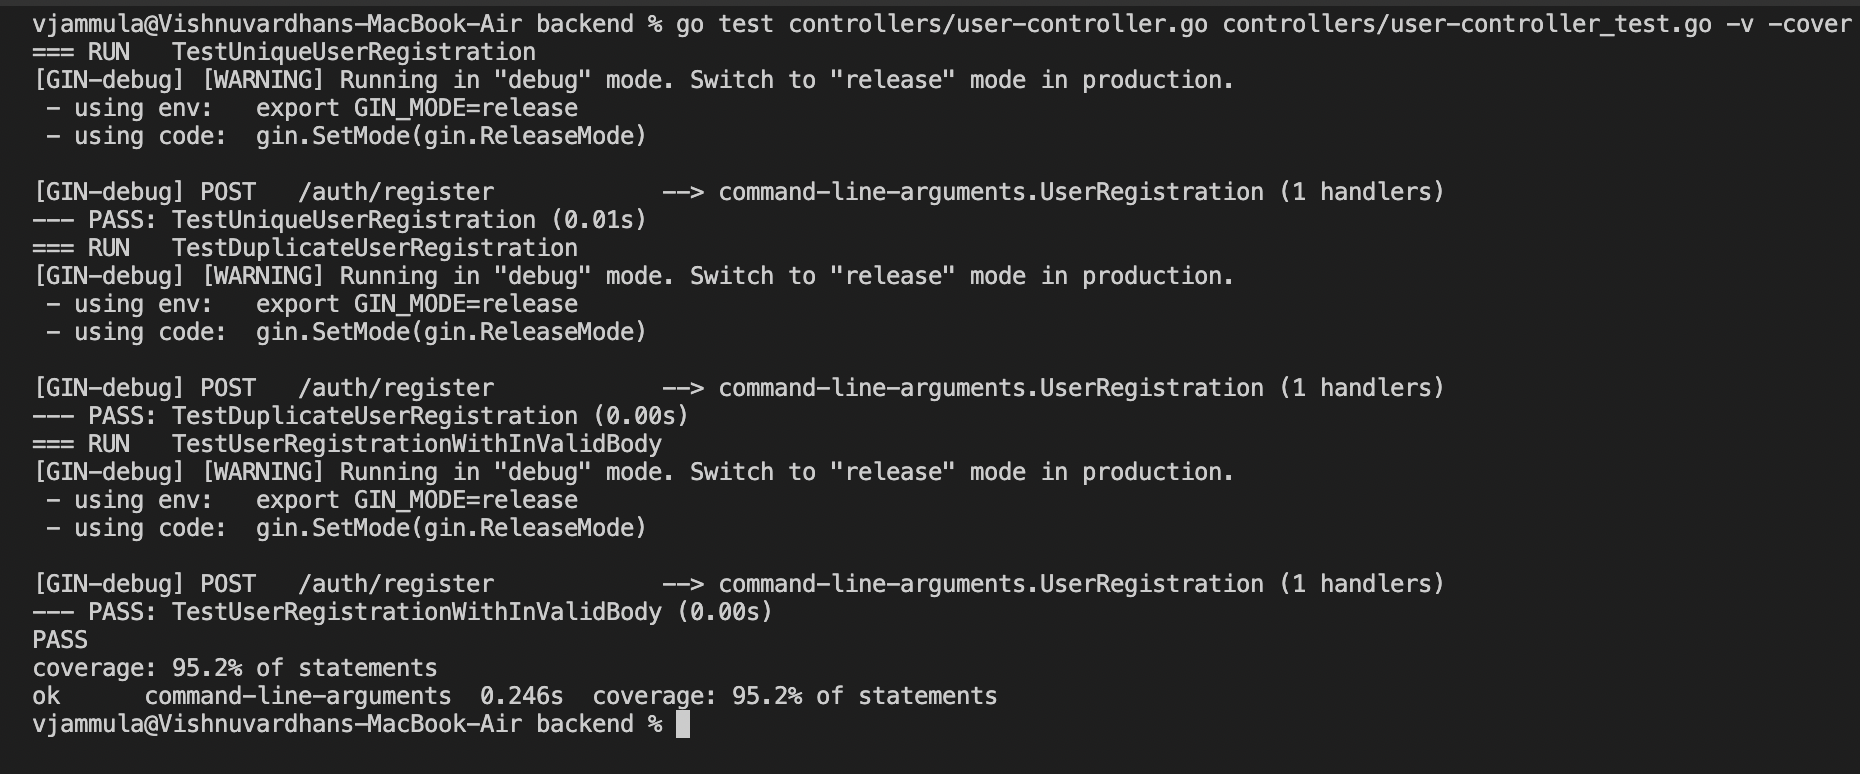 vjammula@Vishnuvardhans-MacBook-Air backend % go test controllers/user-controller.go controllers/user-controller_test.go -v -cover
=== RUN   TestUniqueUserRegistration
[GIN-debug] [WARNING] Running in "debug" mode. Switch to "release" mode in production.
 - using env:   export GIN_MODE=release
 - using code:  gin.SetMode(gin.ReleaseMode)

[GIN-debug] POST   /auth/register            --> command-line-arguments.UserRegistration (1 handlers)
--- PASS: TestUniqueUserRegistration (0.01s)
=== RUN   TestDuplicateUserRegistration
[GIN-debug] [WARNING] Running in "debug" mode. Switch to "release" mode in production.
 - using env:   export GIN_MODE=release
 - using code:  gin.SetMode(gin.ReleaseMode)

[GIN-debug] POST   /auth/register            --> command-line-arguments.UserRegistration (1 handlers)
--- PASS: TestDuplicateUserRegistration (0.00s)
=== RUN   TestUserRegistrationWithInValidBody
[GIN-debug] [WARNING] Running in "debug" mode. Switch to "release" mode in production.
 - using env:   export GIN_MODE=release
 - using code:  gin.SetMode(gin.ReleaseMode)

[GIN-debug] POST   /auth/register            --> command-line-arguments.UserRegistration (1 handlers)
--- PASS: TestUserRegistrationWithInValidBody (0.00s)
PASS
coverage: 95.2% of statements
ok      command-line-arguments  0.246s  coverage: 95.2% of statements
vjammula@Vishnuvardhans-MacBook-Air backend %